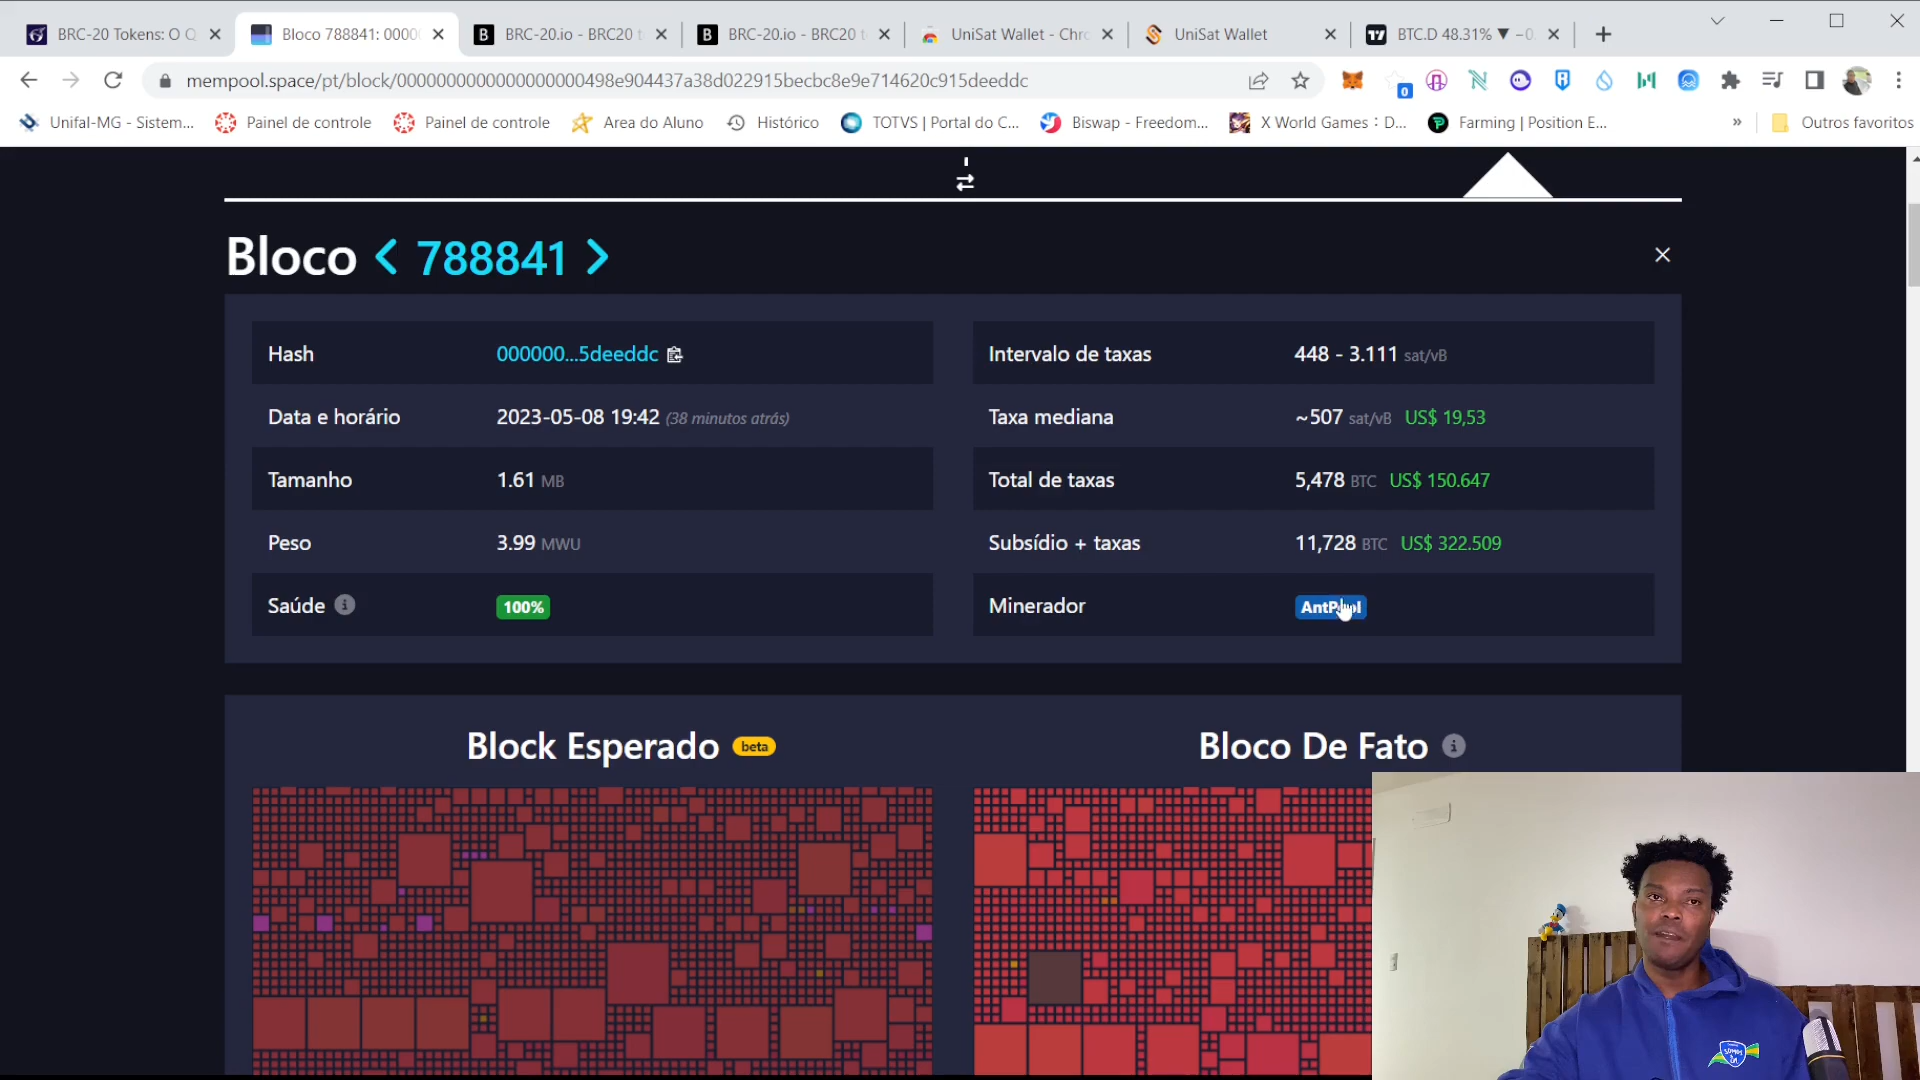 BRC-20 Tokens: O Q
Bloco 788841: 0000
BRC-20.io - BRC20 t
BRC-20.io - BRC20 t
UniSat Wallet - Chro
UniSat Wallet
BTC.D 48.31% ▼ −0.
mempool.space/pt/block/0000000000000000000498e904437a38d022915becbc8e9e714620c915deeddc
0
Unifal-MG - Sistem...
Painel de controle
Painel de controle
Area do Aluno
Histórico
TOTVS | Portal do C...
Biswap - Freedom...
X World Games : D...
Farming | Position E...
»
Outros favoritos
Bloco < 788841 >
Hash 000000...5deeddc
Data e horário 2023-05-08 19:42 (38 minutos atrás)
Tamanho 1.61 MB
Peso 3.99 MWU
Saúde 100%
Intervalo de taxas 448 - 3.111 sat/vB
Taxa mediana ~507 sat/vB US$ 19,53
Total de taxas 5,478 BTC US$ 150.647
Subsídio + taxas 11,728 BTC US$ 322.509
Minerador AntPool
Block Esperado beta
Bloco De Fato